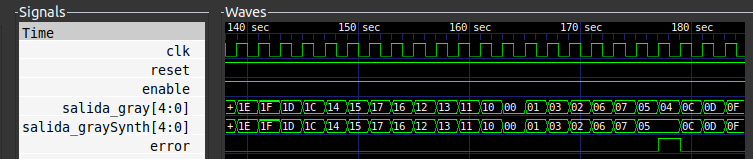 Signals
Waves
Time
140 sec 150 sec 160 sec 170 sec 180 sec
clk
reset
enable
salida_gray[4:0]
+ 1E 1F 1D 1C 14 15 17 16 12 13 11 10 00 01 03 02 06 07 05 04 0C 0D 0F
salida_graySynth[4:0]
+ 1E 1F 1D 1C 14 15 17 16 12 13 11 10 00 01 03 02 06 07 05 0C 0D 0F
error